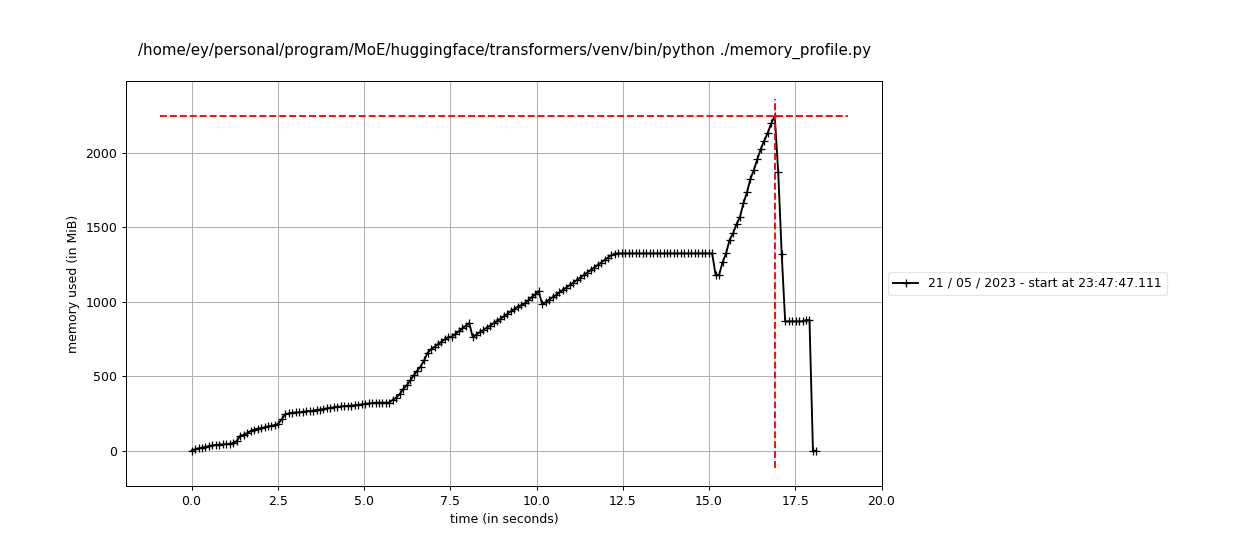 /home/ey/personal/program/MoE/huggingface/transformers/venv/bin/python ./memory_profile.py
memory used (in MiB)
2000
1500
1000
500
0
21 / 05 / 2023 - start at 23:47:47.111
0.0 2.5 5.0 7.5 10.0 12.5 15.0 17.5 20.0
time (in seconds)